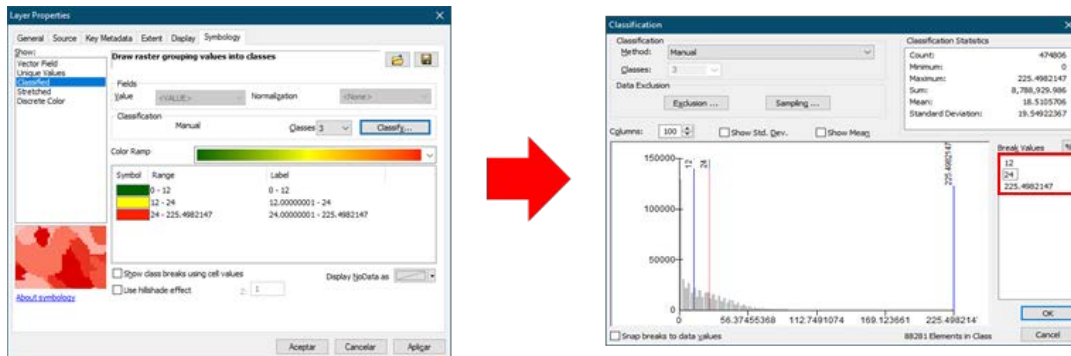 Layer Properties
General Source Key Metadata Extent Display Symbology
Show:
Vector Field
Unique Values
Classified
Stretched
Discrete Color
Draw raster grouping values into classes
Fields
Value <VALUE> Normalization <None>
Classification
Manual Classes 3 Classify...
Color Ramp
Symbol Range Label
0 - 12 0 - 12
12 - 24 12.00000001 - 24
24 - 225.4982147 24.00000001 - 225.4982147
Show class breaks using cell values Display NoData as
Use hillshade effect Z: 1
About symbology
Aceptar Cancelar Aplicar
Classification
Classification
Method: Manual
Classes: 3
Data Exclusion
Exclusion ... Sampling ...
Classification Statistics
Count: 474806
Minimum: 0
Maximum: 225.4982147
Sum: 8,788,929.986
Mean: 18.5105706
Standard Deviation: 19.54922367
Columns: 100 Show Std. Dev. Show Mean
Break Values %
12
24
225.4982147
12 24 225.4982147
150000
100000
50000
0
0 56.37455368 112.7491074 169.123661 225.498214
OK
Cancel
Snap breaks to data values 88281 Elements in Class